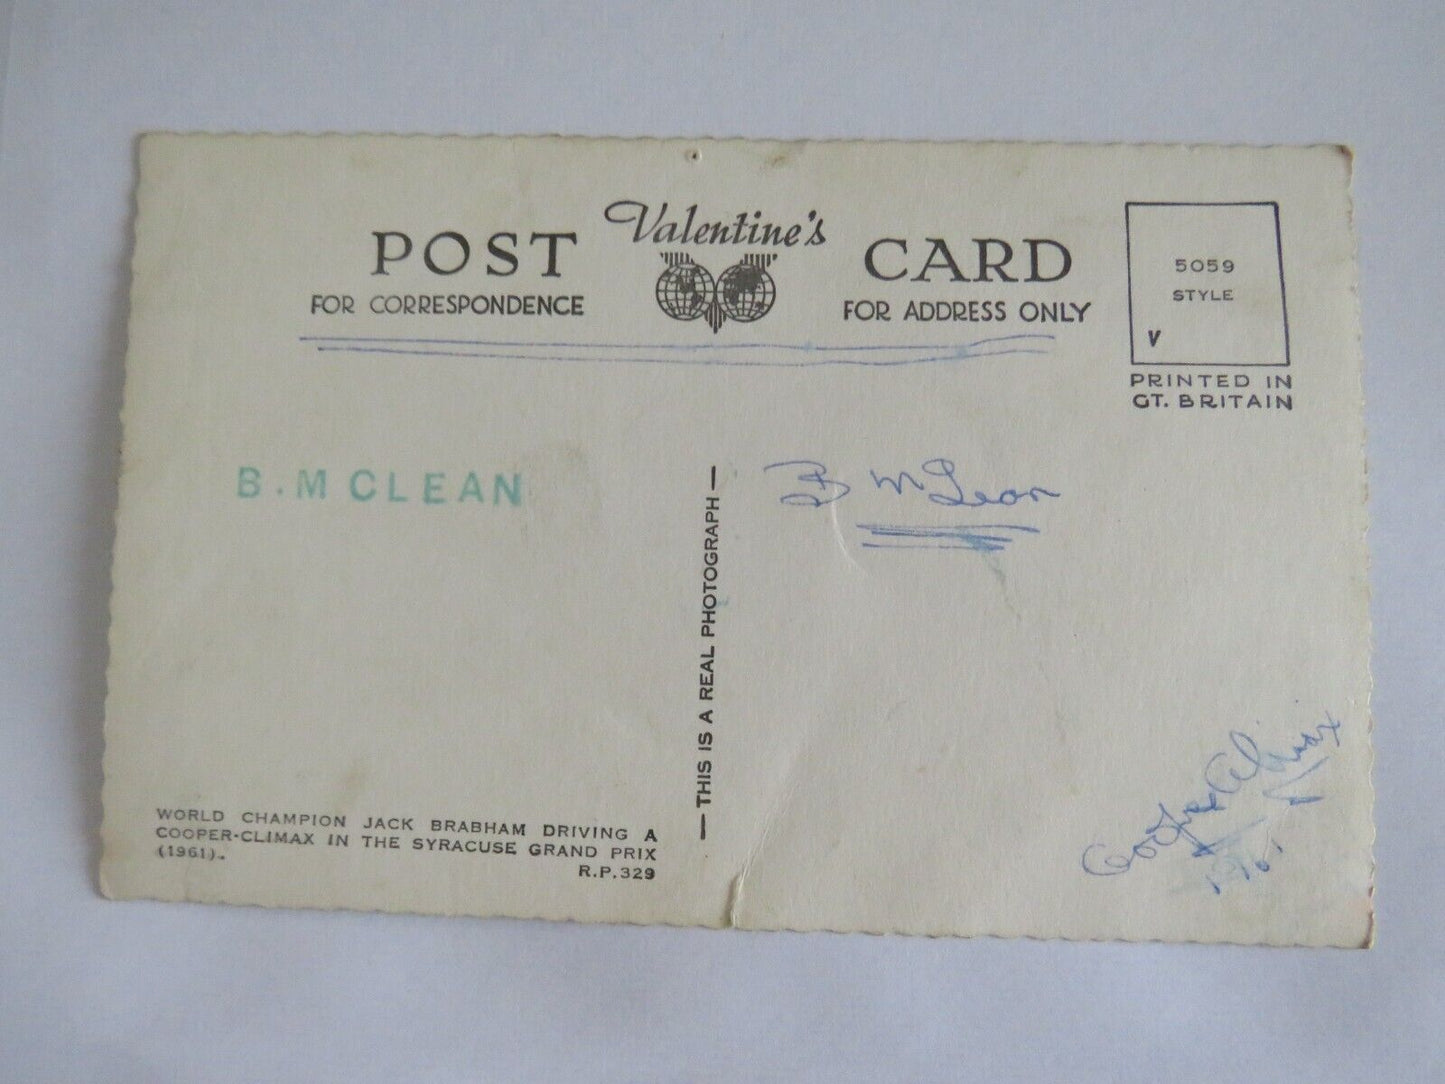 POST Valentine's CARD
FOR CORRESPONDENCE FOR ADDRESS ONLY
5059
STYLE
V
PRINTED IN
GT. BRITAIN
B. MCLEAN
B McLean
THIS IS A REAL PHOTOGRAPH
WORLD CHAMPION JACK BRABHAM DRIVING A
COOPER-CLIMAX IN THE SYRACUSE GRAND PRIX
(1961).
R.P.329
Cooper Climax
1961